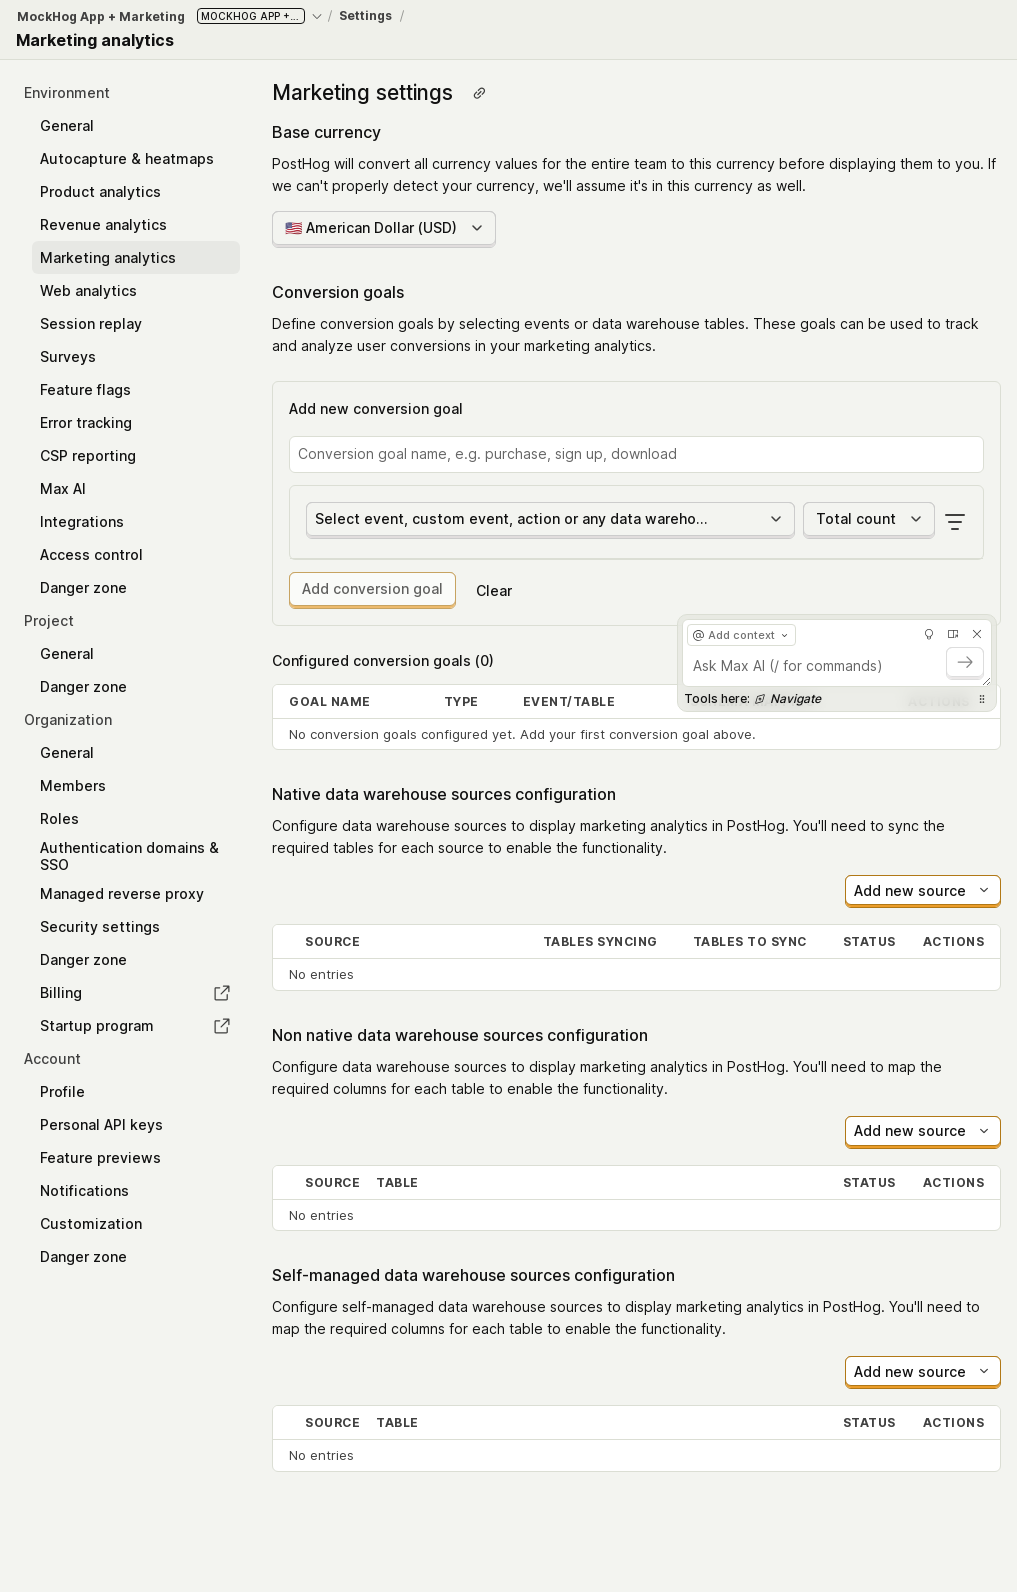 MockHog App + Marketing MOCKHOG APP +... / Settings /
Marketing analytics
Environment
General
Autocapture & heatmaps
Product analytics
Revenue analytics
Marketing analytics
Web analytics
Session replay
Surveys
Feature flags
Error tracking
CSP reporting
Max AI
Integrations
Access control
Danger zone
Project
General
Danger zone
Organization
General
Members
Roles
Authentication domains &
SSO
Managed reverse proxy
Security settings
Danger zone
Billing
Startup program
Account
Profile
Personal API keys
Feature previews
Notifications
Customization
Danger zone
Marketing settings
Base currency
PostHog will convert all currency values for the entire team to this currency before displaying them to you. If
we can't properly detect your currency, we'll assume it's in this currency as well.
🇺🇸 American Dollar (USD)
Conversion goals
Define conversion goals by selecting events or data warehouse tables. These goals can be used to track
and analyze user conversions in your marketing analytics.
Add new conversion goal
Conversion goal name, e.g. purchase, sign up, download
Select event, custom event, action or any data wareho... Total count
Add conversion goal Clear
@ Add context
Ask Max AI (/ for commands)
Tools here: Navigate
Configured conversion goals (0)
GOAL NAME TYPE EVENT/TABLE ACTIONS
No conversion goals configured yet. Add your first conversion goal above.
Native data warehouse sources configuration
Configure data warehouse sources to display marketing analytics in PostHog. You'll need to sync the
required tables for each source to enable the functionality.
Add new source
SOURCE TABLES SYNCING TABLES TO SYNC STATUS ACTIONS
No entries
Non native data warehouse sources configuration
Configure data warehouse sources to display marketing analytics in PostHog. You'll need to map the
required columns for each table to enable the functionality.
Add new source
SOURCE TABLE STATUS ACTIONS
No entries
Self-managed data warehouse sources configuration
Configure self-managed data warehouse sources to display marketing analytics in PostHog. You'll need to
map the required columns for each table to enable the functionality.
Add new source
SOURCE TABLE STATUS ACTIONS
No entries